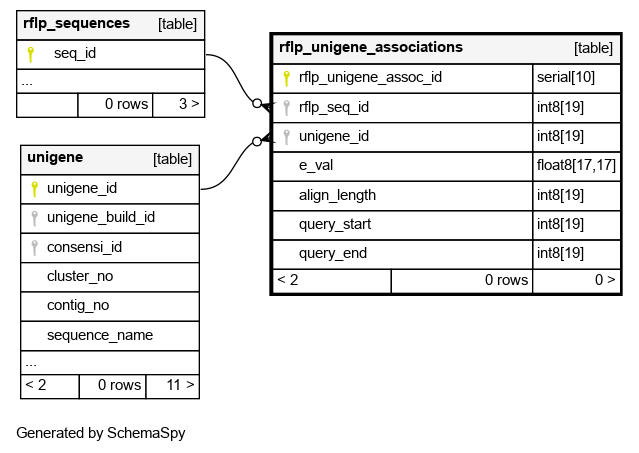 rflp_sequences [table]
seq_id
...
0 rows 3 >
unigene [table]
unigene_id
unigene_build_id
consensi_id
cluster_no
contig_no
sequence_name
...
< 2 0 rows 11 >
rflp_unigene_associations [table]
rflp_unigene_assoc_id serial[10]
rflp_seq_id int8[19]
unigene_id int8[19]
e_val float8[17,17]
align_length int8[19]
query_start int8[19]
query_end int8[19]
< 2 0 rows 0 >
Generated by SchemaSpy